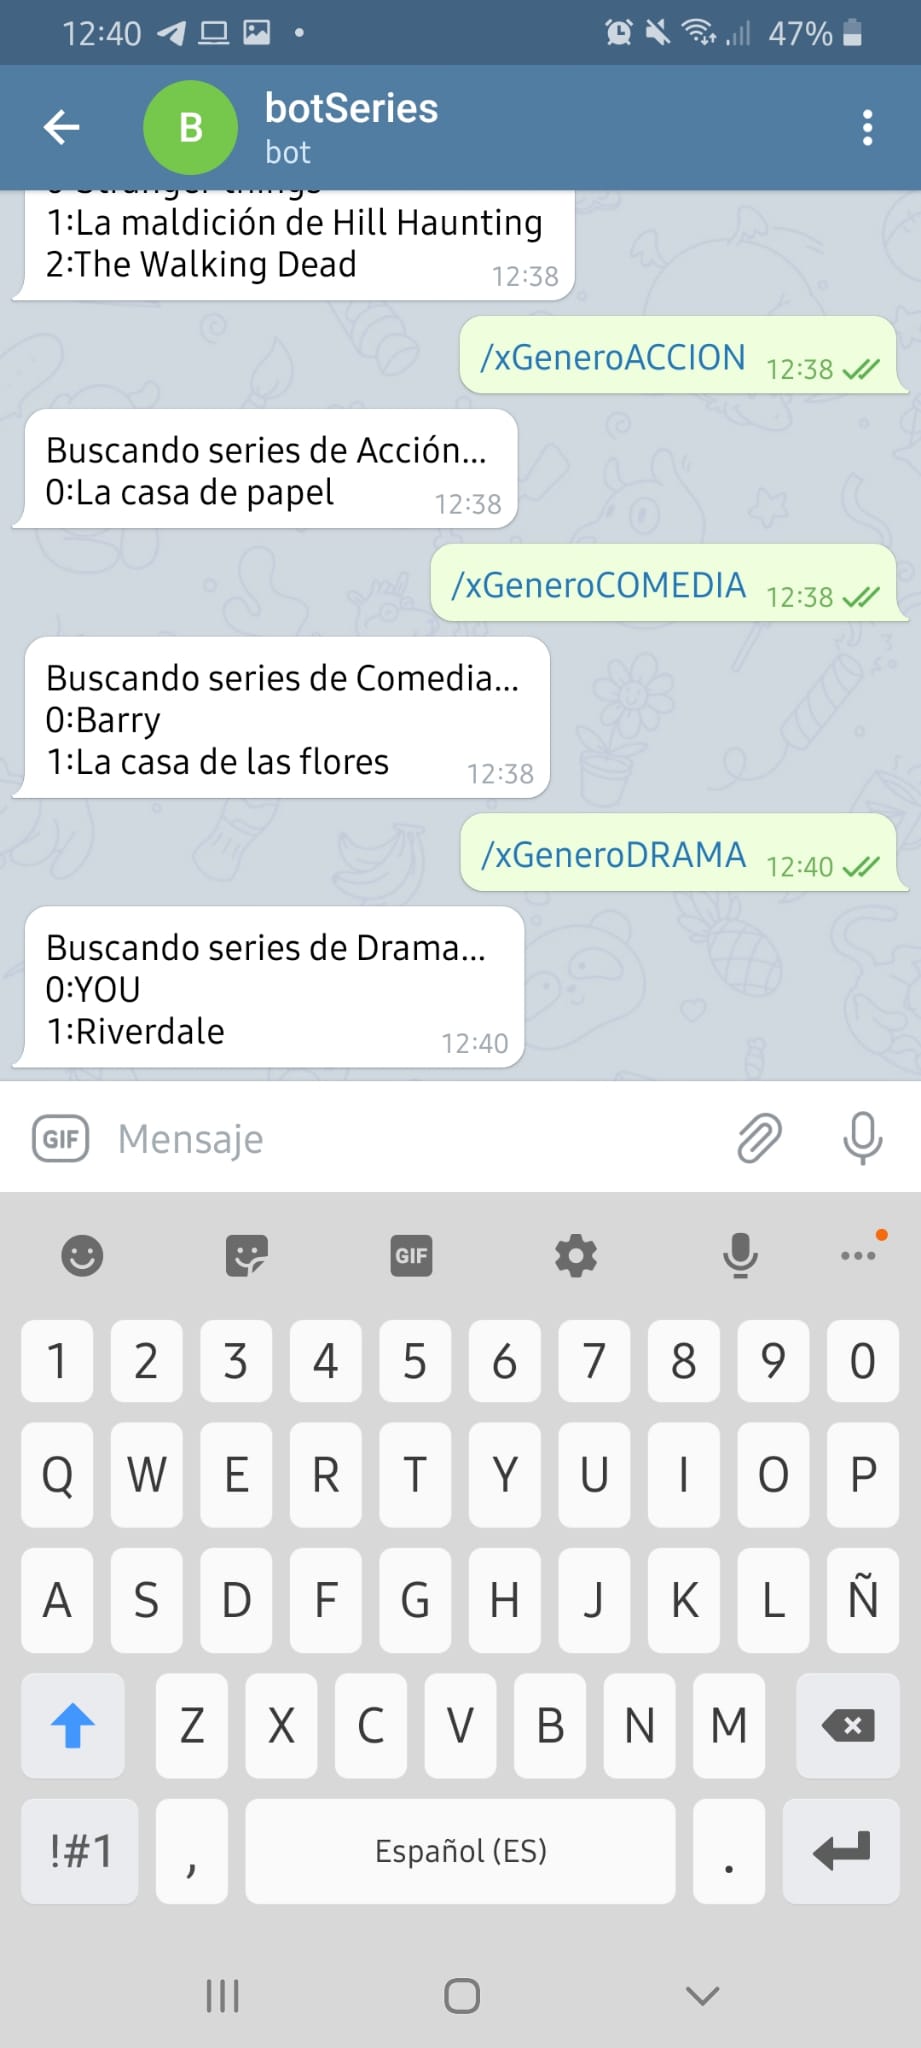 12:40
47%
B
botSeries
bot
1:La maldición de Hill Haunting
2:The Walking Dead
12:38
/xGeneroACCION 12:38
Buscando series de Acción...
0:La casa de papel
12:38
/xGeneroCOMEDIA 12:38
Buscando series de Comedia...
0:Barry
1:La casa de las flores
12:38
/xGeneroDRAMA 12:40
Buscando series de Drama...
0:YOU
1:Riverdale
12:40
GIF Mensaje
GIF
1 2 3 4 5 6 7 8 9 0
Q W E R T Y U I O P
A S D F G H J K L Ñ
Z X C V B N M
!#1 , Español (ES) .